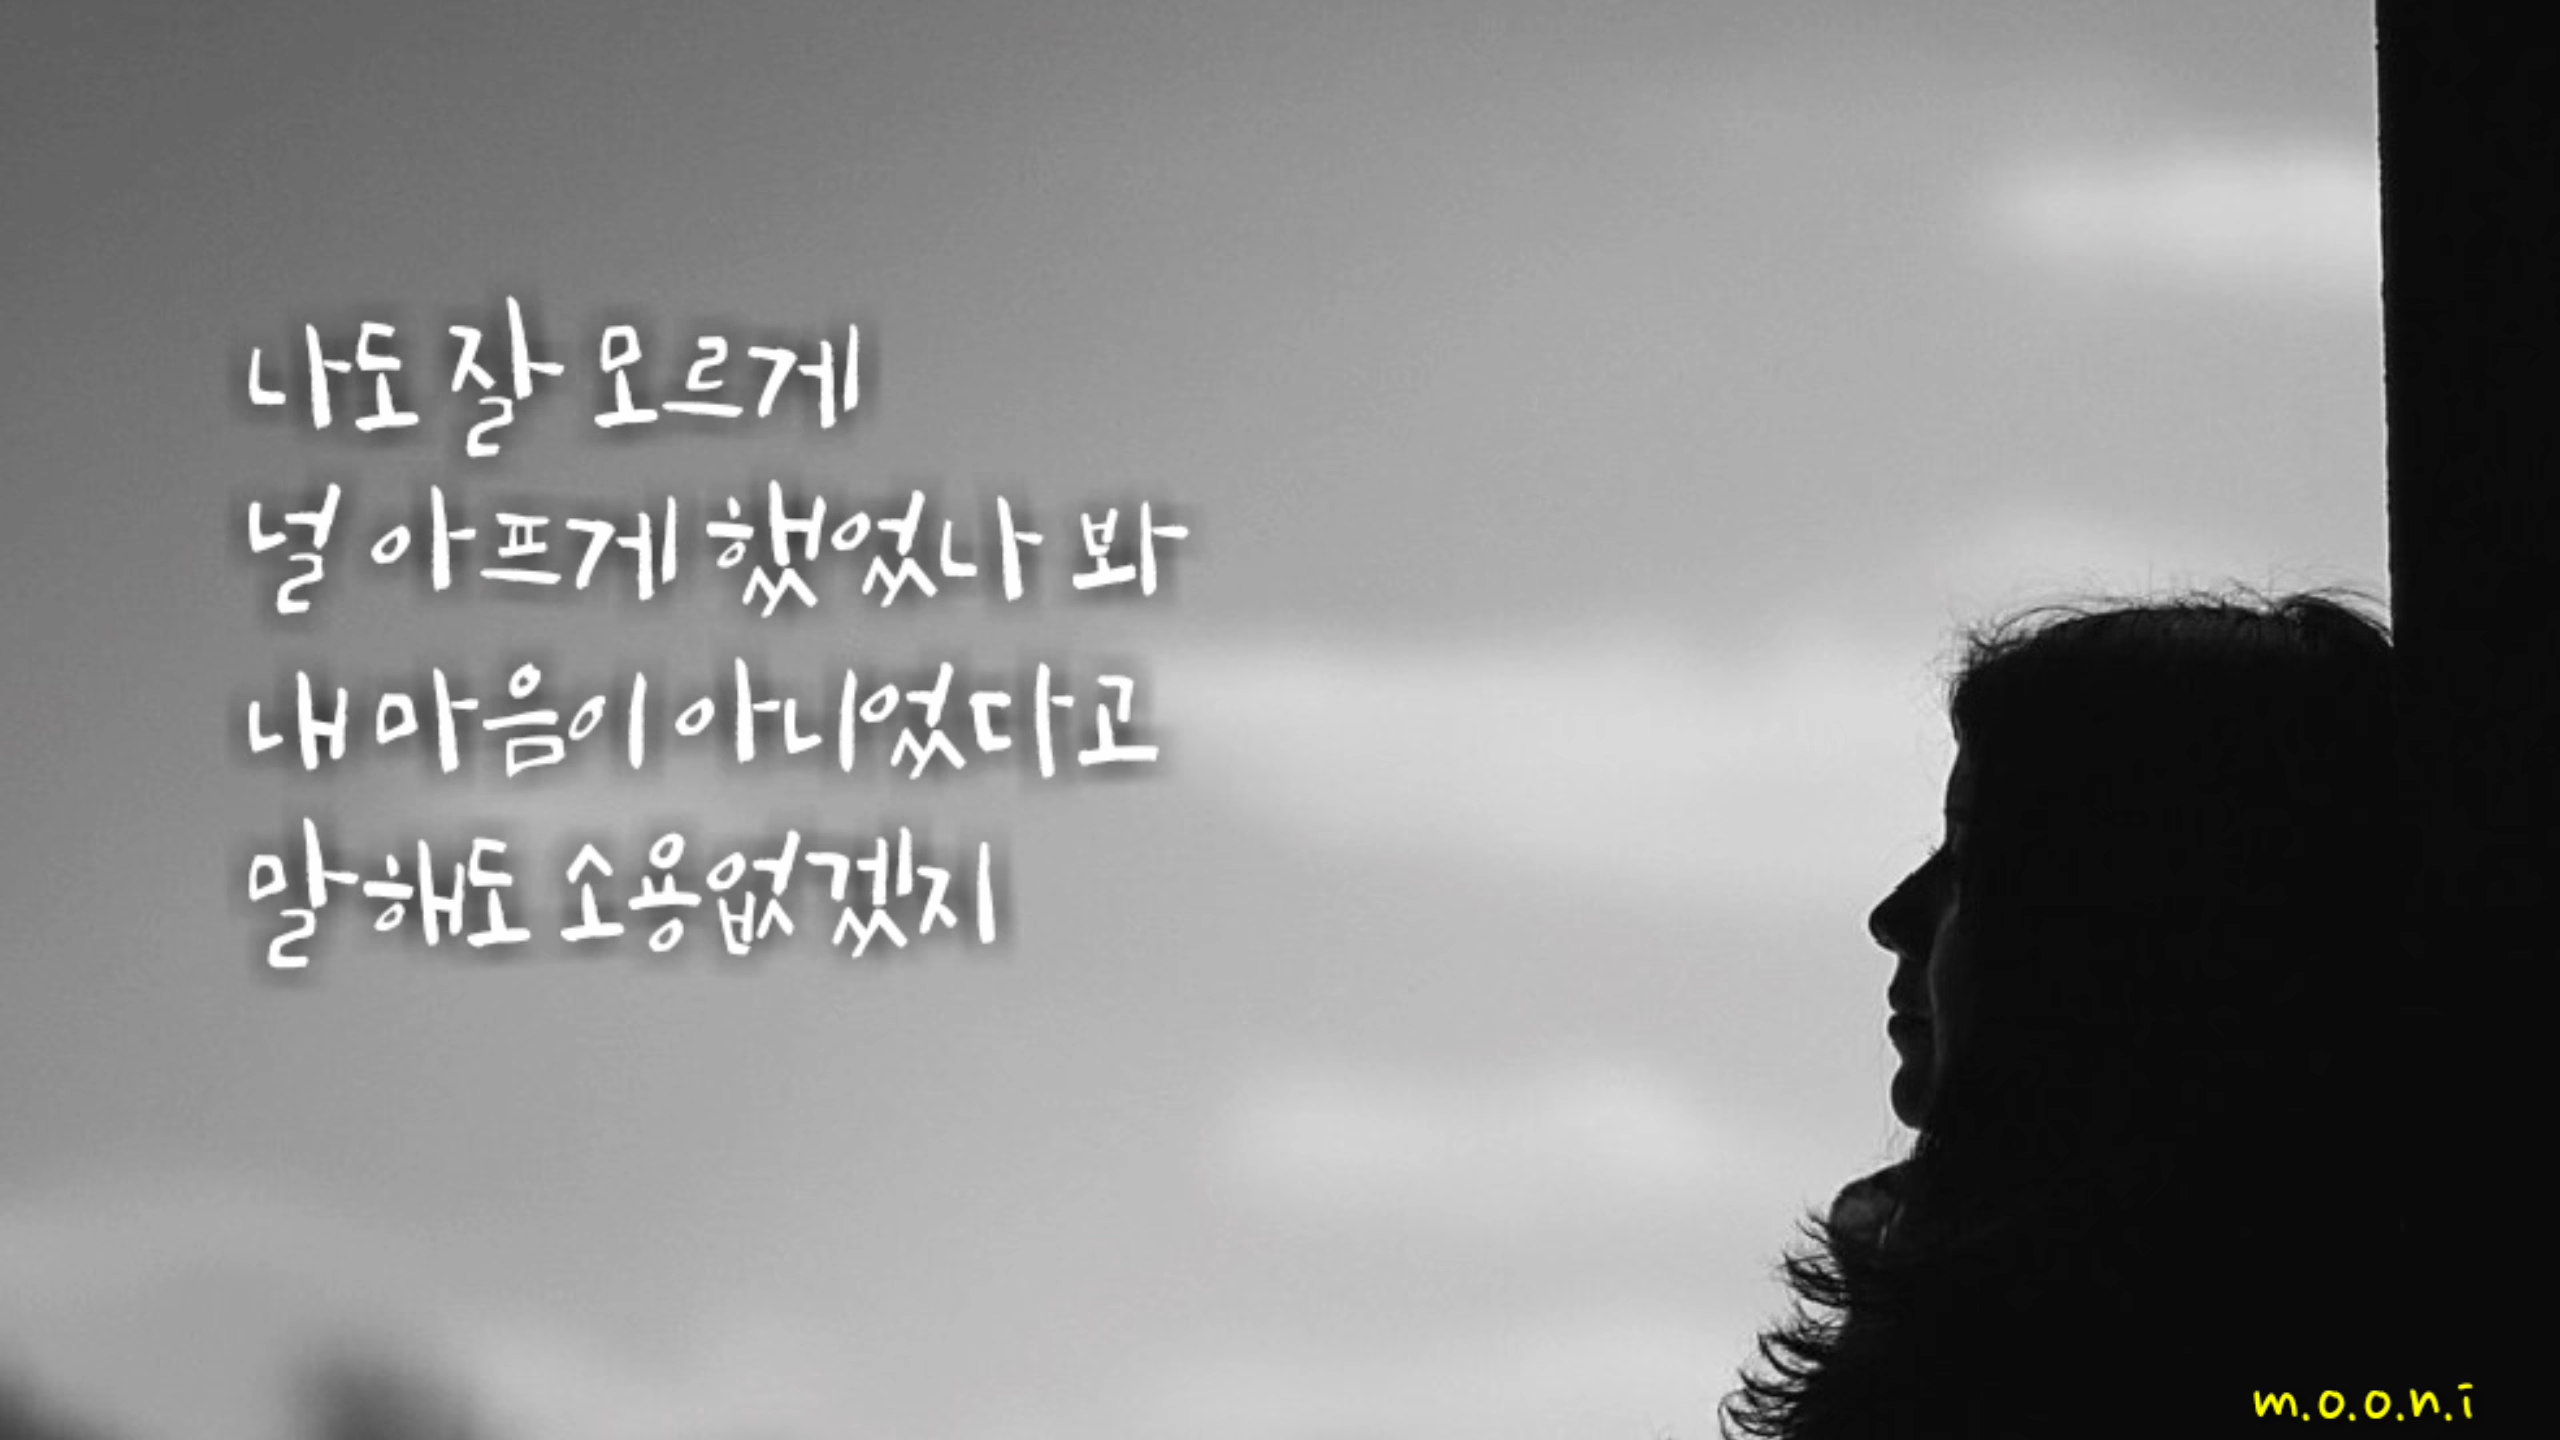 나도 잘 모르게
널 아프게 했었나 봐
내 마음이 아니었다고
말해도 소용없겠지
m.o.o.n.i